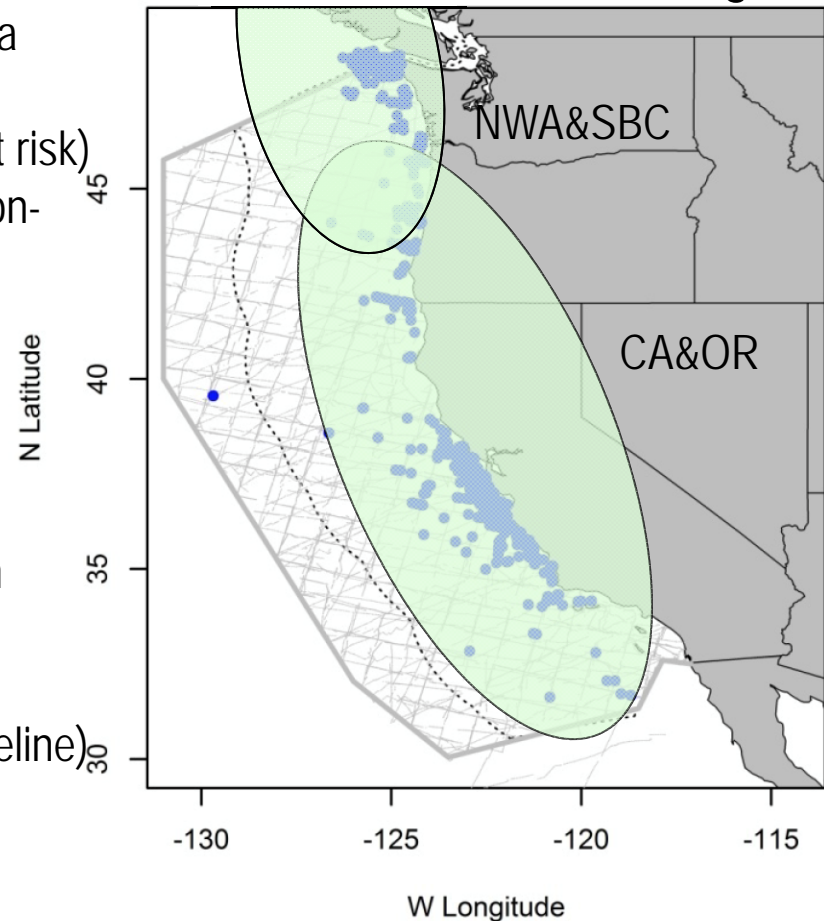 a
t risk)
on-
eline)
NWA&SBC
CA&OR
N Latitude
45
40
35
30
-130
-125
-120
-115
W Longitude